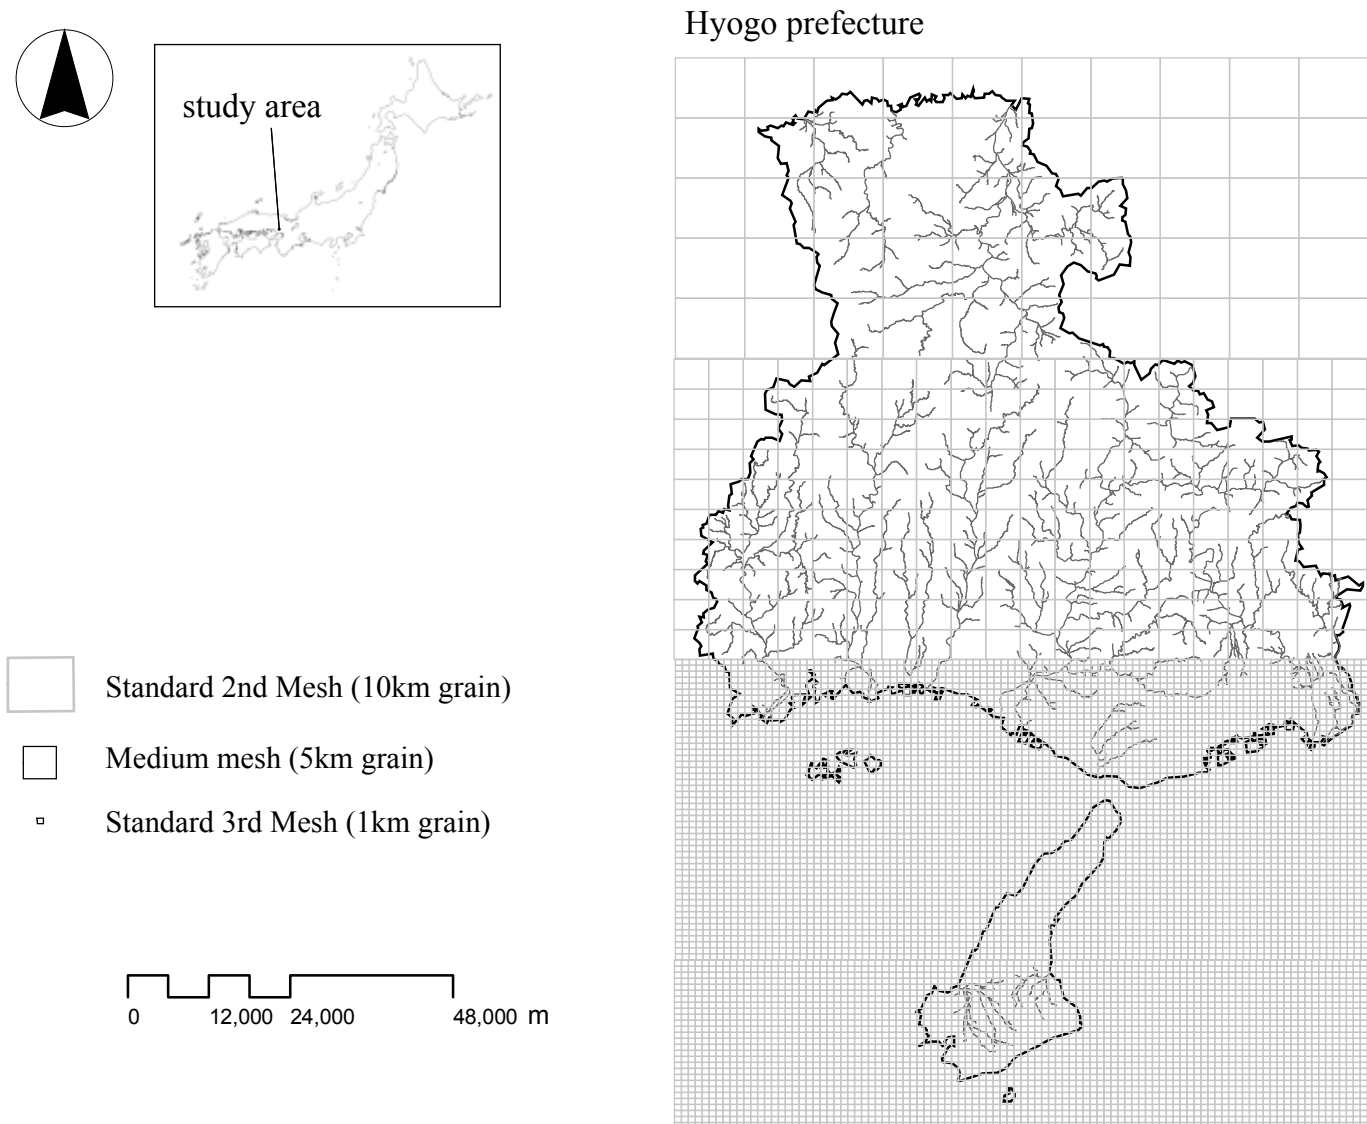 Hyogo prefecture
study area
Standard 2nd Mesh (10km grain)
Medium mesh (5km grain)
Standard 3rd Mesh (1km grain)
0 12,000 24,000 48,000 m